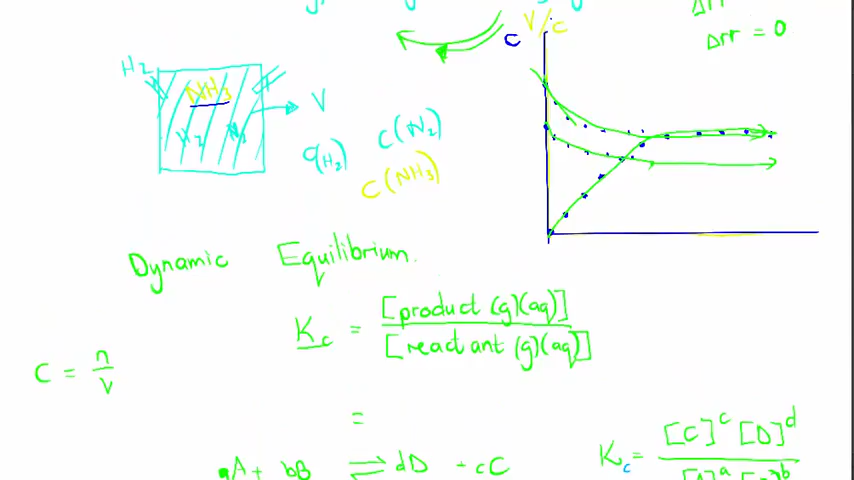 V/c
c
Δrr = 0
H2
NH3
V
H2
N2
c(H2)
c(N2)
c(NH3)
Dynamic Equilibrium.
Kc = [product (g)(aq)] / [reactant (g)(aq)]
C = n/V
=
aA + bB ⇌ dD + cC
Kc = [C]^c [D]^d